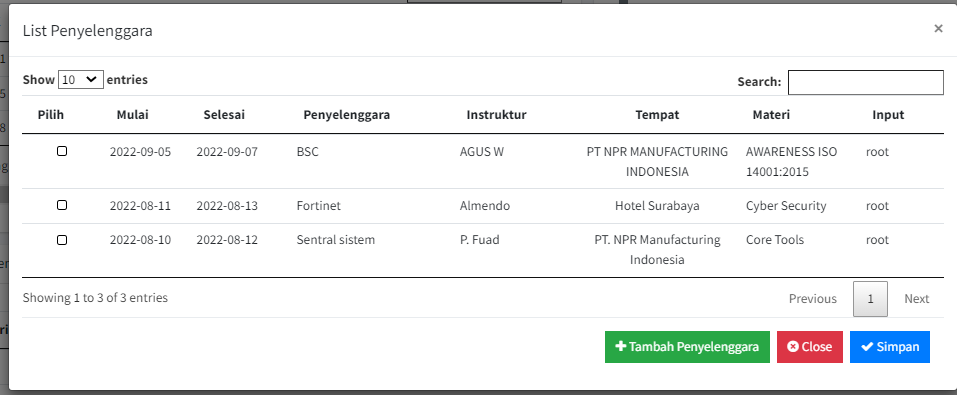 List Penyelenggara ×
Show 10 entries Search:
Pilih Mulai Selesai Penyelenggara Instruktur Tempat Materi Input
2022-09-05 2022-09-07 BSC AGUS W PT NPR MANUFACTURING AWARENESS ISO root
INDONESIA 14001:2015
2022-08-11 2022-08-13 Fortinet Almendo Hotel Surabaya Cyber Security root
2022-08-10 2022-08-12 Sentral sistem P. Fuad PT. NPR Manufacturing Core Tools root
Indonesia
Showing 1 to 3 of 3 entries Previous 1 Next
Tambah Penyelenggara Close Simpan